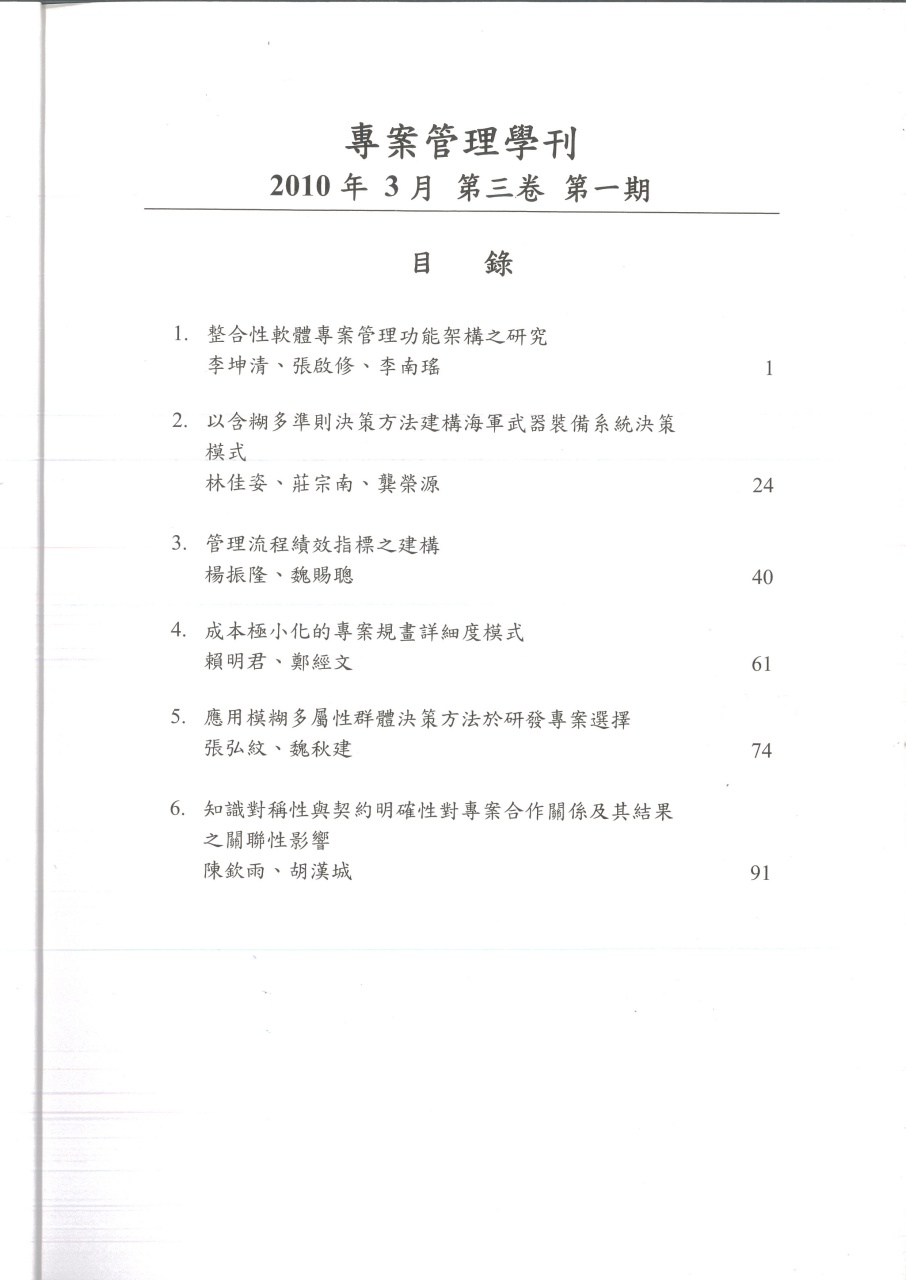 專案管理學刊
2010 年 3 月 第三卷 第一期
目 錄
1. 整合性軟體專案管理功能架構之研究
李坤清、張啟修、李南瑤 1
2. 以含糊多準則決策方法建構海軍武器裝備系統決策
模式
林佳姿、莊宗南、龔榮源 24
3. 管理流程績效指標之建構
楊振隆、魏賜聰 40
4. 成本極小化的專案規畫詳細度模式
賴明君、鄭經文 61
5. 應用模糊多屬性群體決策方法於研發專案選擇
張弘紋、魏秋建 74
6. 知識對稱性與契約明確性對專案合作關係及其結果
之關聯性影響
陳欽雨、胡漢城 91